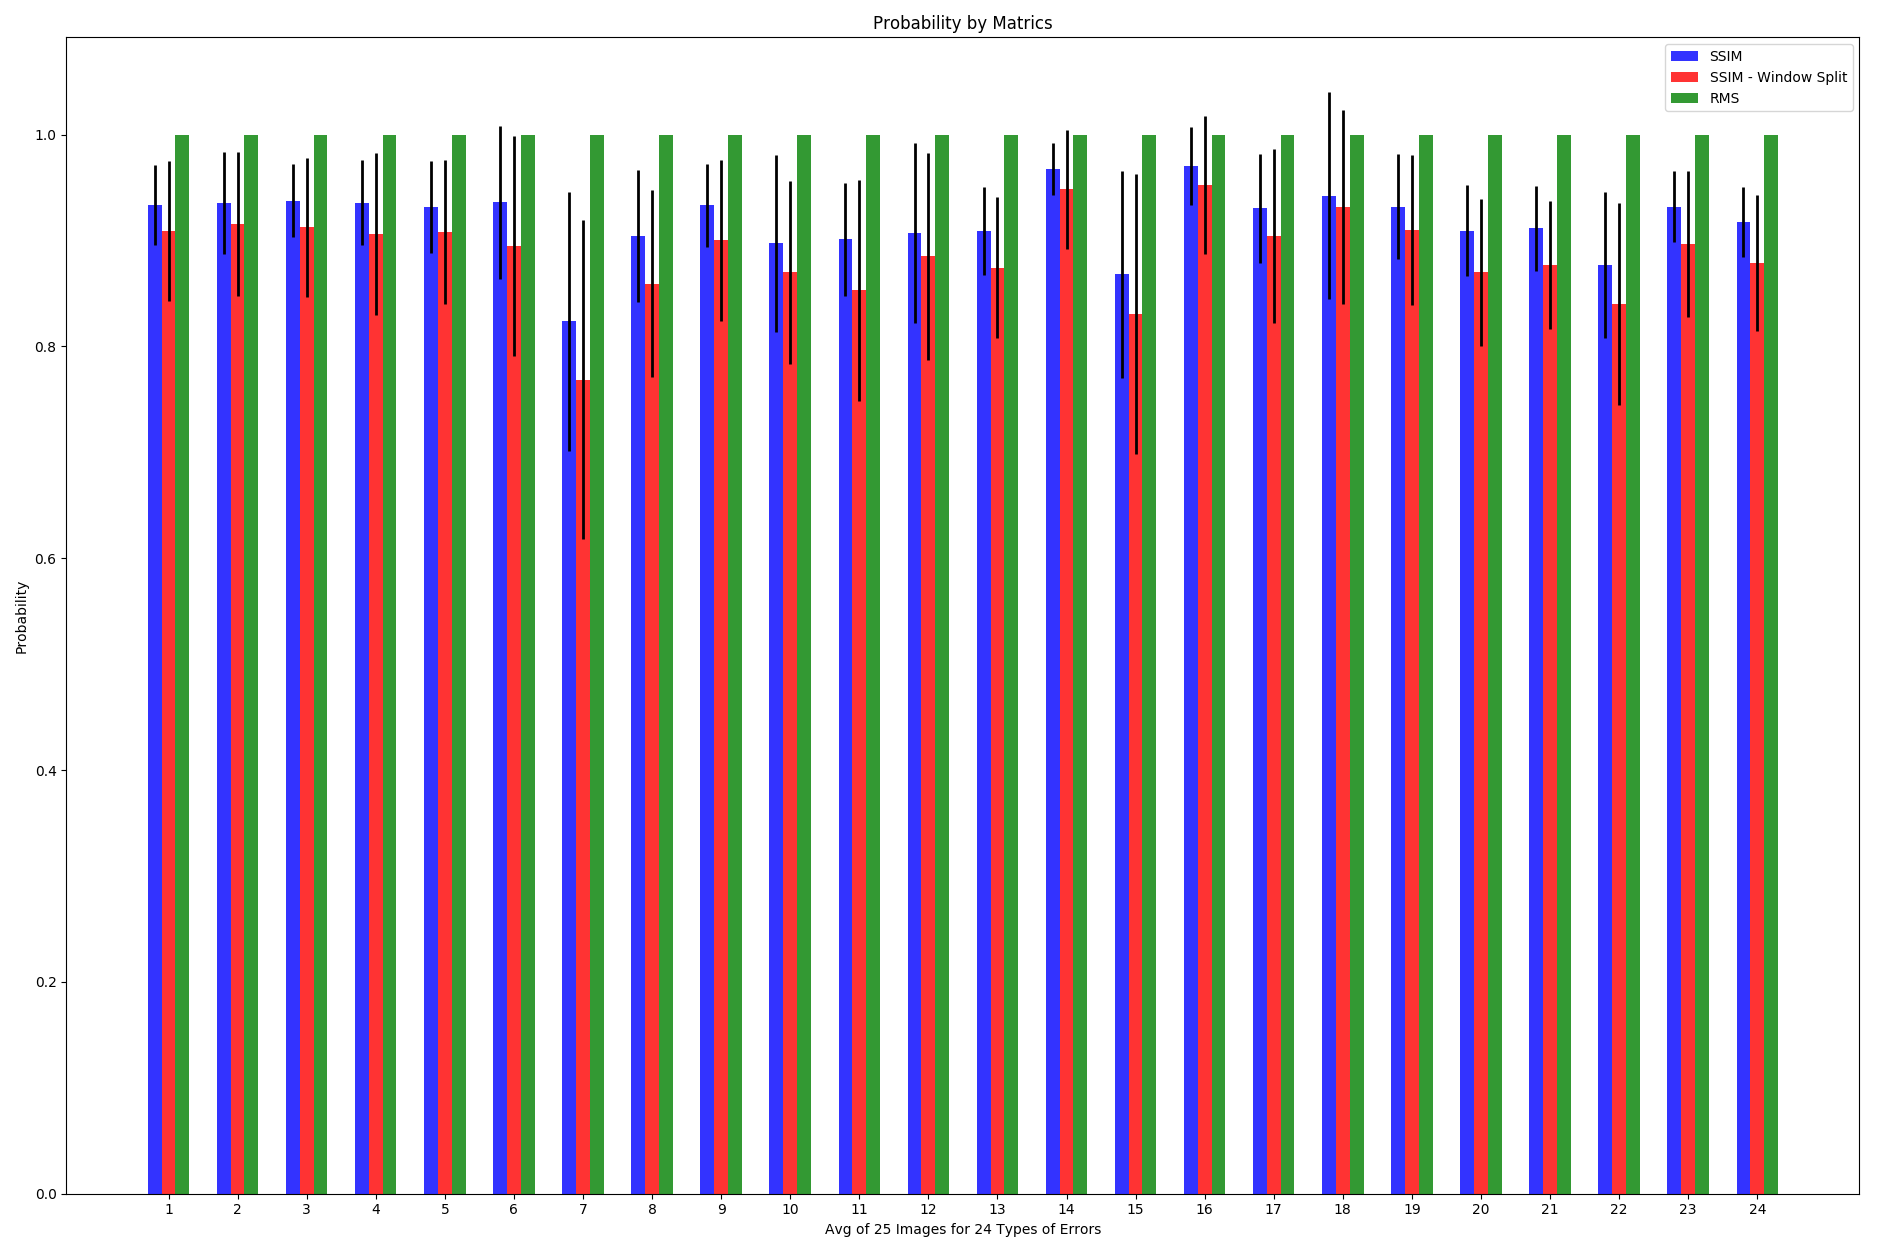 Probability by Matrics
SSIM
SSIM - Window Split
RMS
1.0
0.8
0.6
0.4
0.2
0.0
Probability
1 2 3 4 5 6 7 8 9 10 11 12 13 14 15 16 17 18 19 20 21 22 23 24
Avg of 25 Images for 24 Types of Errors